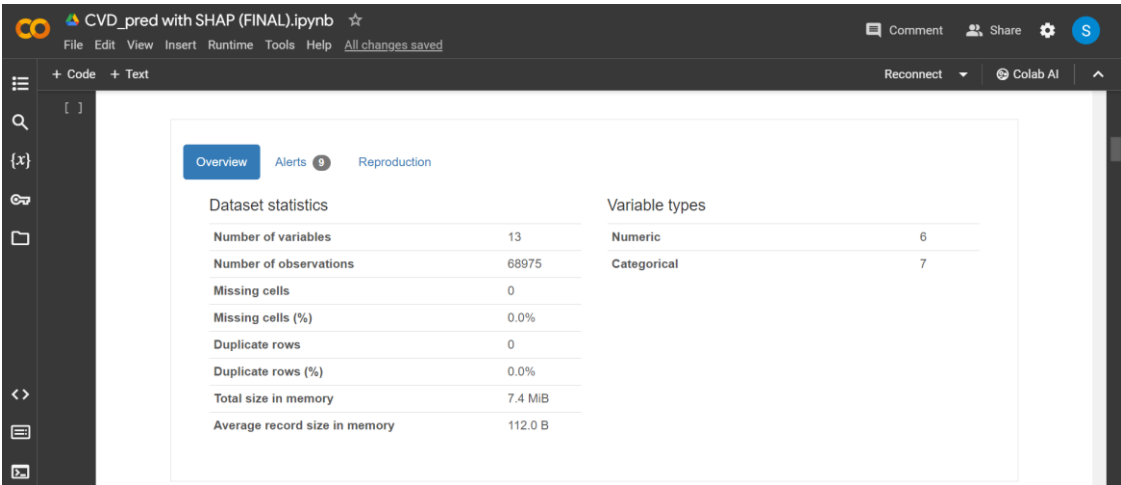 CVD_pred with SHAP (FINAL).ipynb
File Edit View Insert Runtime Tools Help All changes saved
Comment Share S
+ Code + Text
Reconnect Colab AI
[ ]
{x}
Overview Alerts 9 Reproduction
Dataset statistics
Number of variables 13
Number of observations 68975
Missing cells 0
Missing cells (%) 0.0%
Duplicate rows 0
Duplicate rows (%) 0.0%
Total size in memory 7.4 MiB
Average record size in memory 112.0 B
Variable types
Numeric 6
Categorical 7